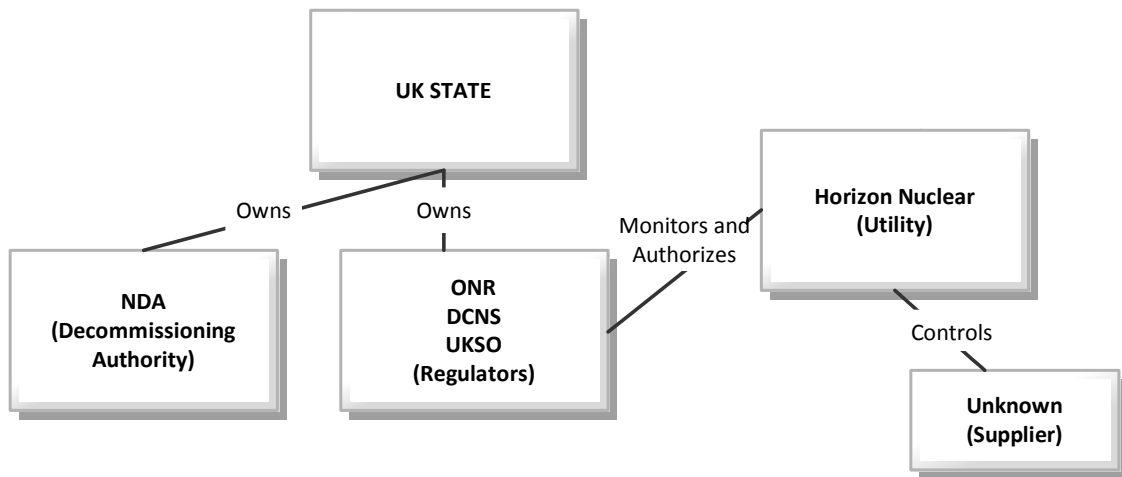 UK STATE
Owns
Owns
NDA
(Decommissioning
Authority)
ONR
DCNS
UKSO
(Regulators)
Monitors and
Authorizes
Horizon Nuclear
(Utility)
Controls
Unknown
(Supplier)